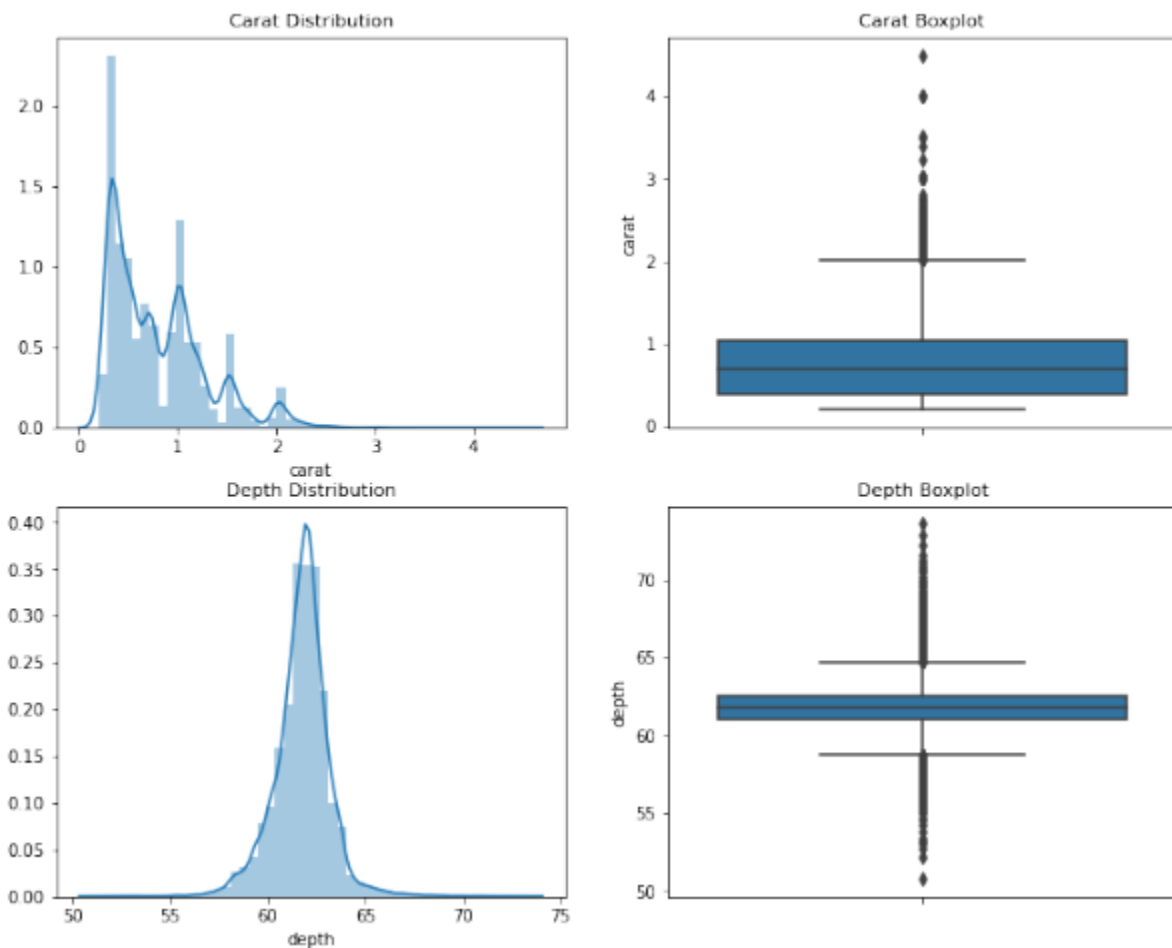 Carat Distribution
2.0
1.5
1.0
0.5
0.0
0 1 2 3 4
carat
Carat Boxplot
carat
4
3
2
1
0
Depth Distribution
0.40
0.35
0.30
0.25
0.20
0.15
0.10
0.05
0.00
50 55 60 65 70 75
depth
Depth Boxplot
depth
70
65
60
55
50